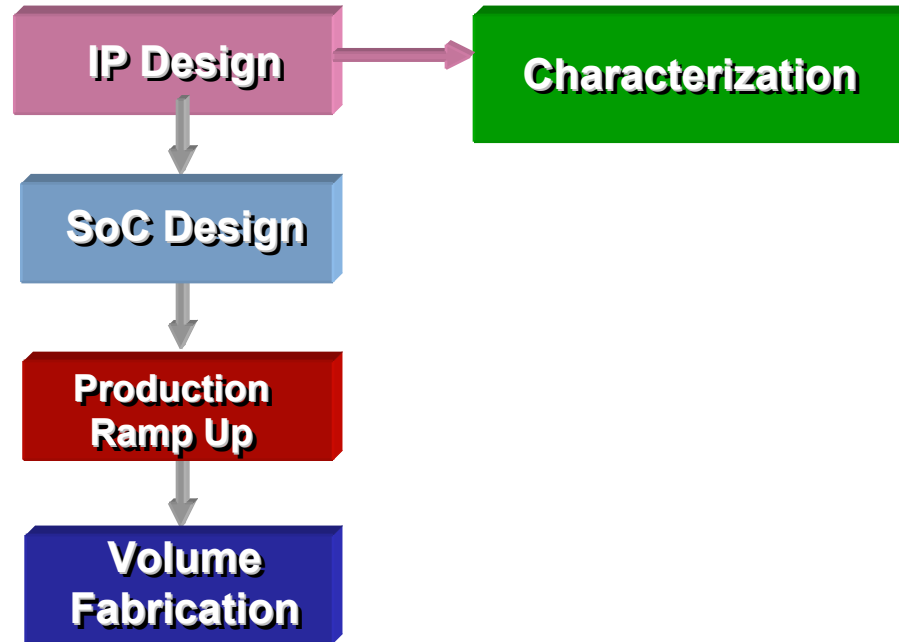 IP Design
Characterization
SoC Design
Production
Ramp Up
Volume
Fabrication